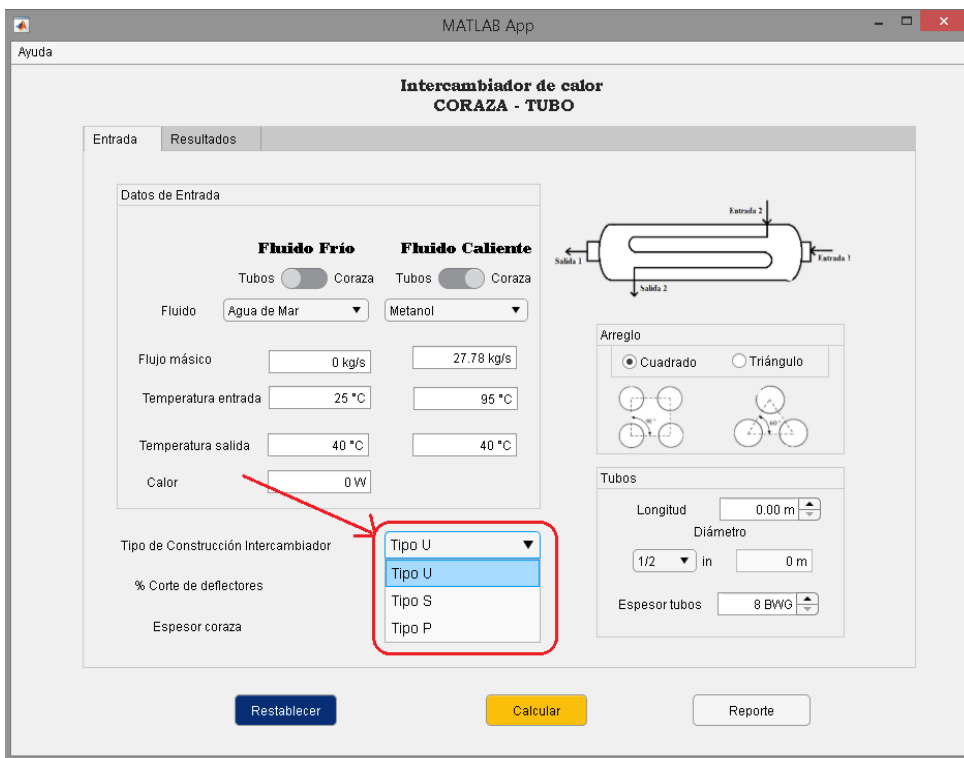 MATLAB App
Ayuda
Intercambiador de calor
CORAZA - TUBO
Entrada
Resultados
Datos de Entrada
Fluido Frío
Fluido Caliente
Tubos
Coraza
Tubos
Coraza
Fluido
Agua de Mar
Metanol
Flujo másico
0 kg/s
27.78 kg/s
Temperatura entrada
25 °C
95 °C
Temperatura salida
40 °C
40 °C
Calor
0 W
Tipo de Construcción Intercambiador
Tipo U
Tipo U
Tipo S
Tipo P
% Corte de deflectores
Espesor coraza
Entrada 2
Salida 1
Entrada 1
Salida 2
Arreglo
Cuadrado
Triángulo
90 °
60 °
Tubos
Longitud
0.00 m
Diámetro
1/2
in
0 m
Espesor tubos
8 BWG
Restablecer
Calcular
Reporte